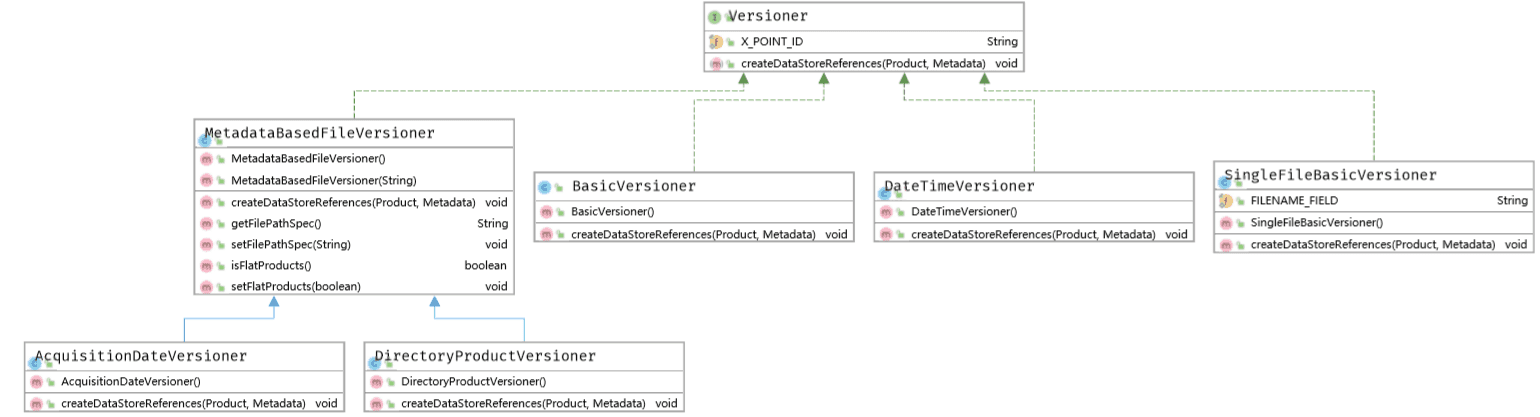 Versioner
X_POINT_ID String
createDataStoreReferences(Product, Metadata) void
MetadataBasedFileVersioner
MetadataBasedFileVersioner()
MetadataBasedFileVersioner(String)
createDataStoreReferences(Product, Metadata) void
getFilePathSpec() String
setFilePathSpec(String) void
isFlatProducts() boolean
setFlatProducts(boolean) void
BasicVersioner
BasicVersioner()
createDataStoreReferences(Product, Metadata) void
DateTimeVersioner
DateTimeVersioner()
createDataStoreReferences(Product, Metadata) void
SingleFileBasicVersioner
FILENAME_FIELD String
SingleFileBasicVersioner()
createDataStoreReferences(Product, Metadata) void
AcquisitionDateVersioner
AcquisitionDateVersioner()
createDataStoreReferences(Product, Metadata) void
DirectoryProductVersioner
DirectoryProductVersioner()
createDataStoreReferences(Product, Metadata) void